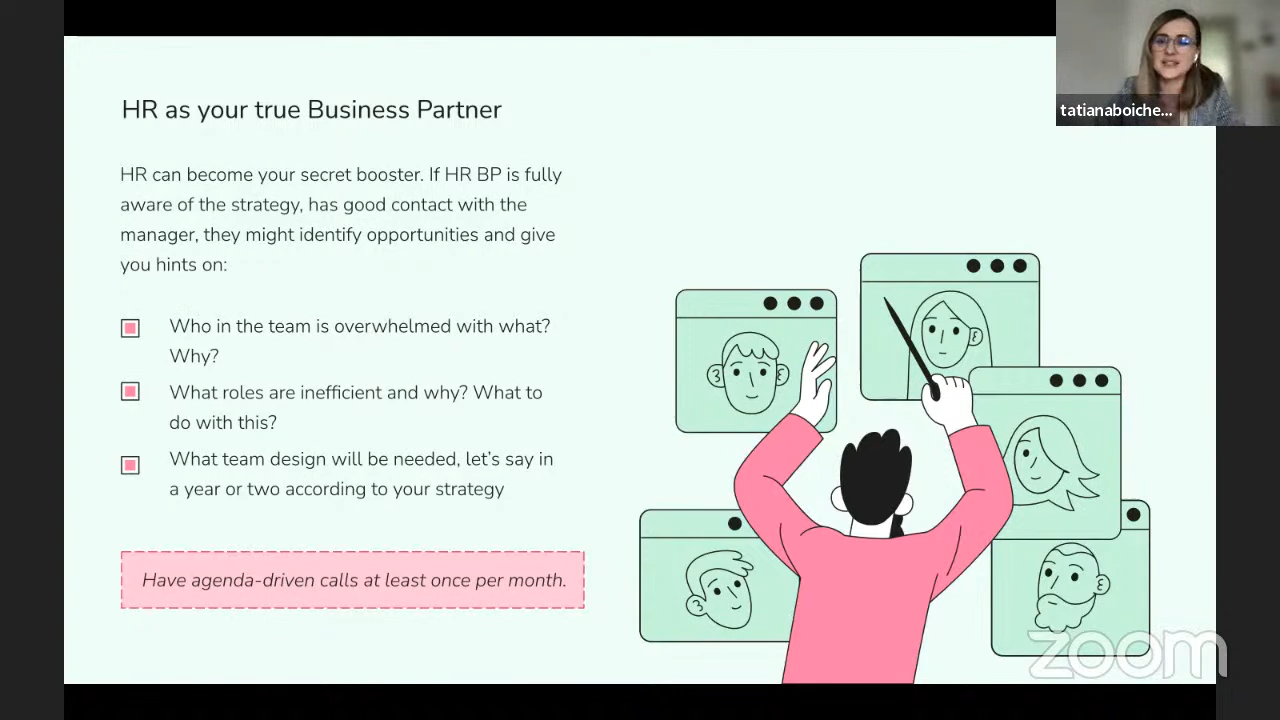 HR as your true Business Partner
HR can become your secret booster. If HR BP is fully
aware of the strategy, has good contact with the
manager, they might identify opportunities and give
you hints on:
Who in the team is overwhelmed with what?
Why?
What roles are inefficient and why? What to
do with this?
What team design will be needed, let's say in
a year or two according to your strategy
Have agenda-driven calls at least once per month.
tatianaboiche...
zoom